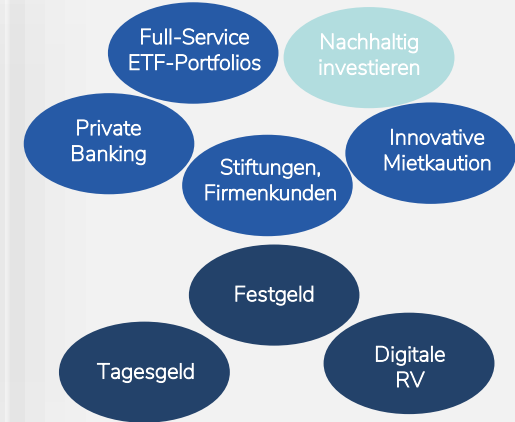 Full-Service
ETF-Portfolios
Nachhaltig
investieren
Private
Banking
Innovative
Mietkaution
Stiftungen,
Firmenkunden
Festgeld
Tagesgeld
Digitale
RV